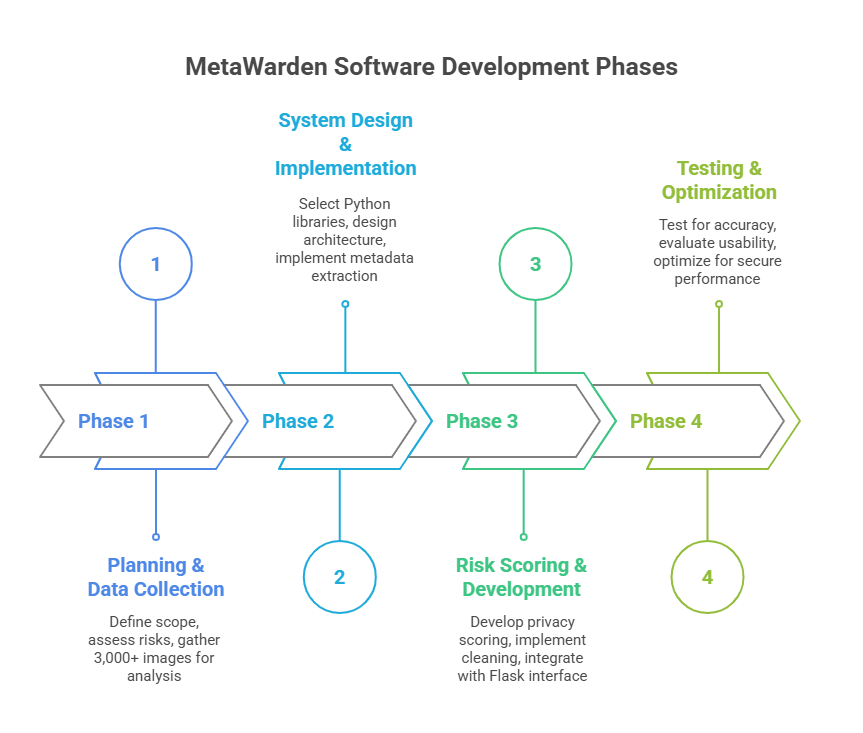 MetaWarden Software Development Phases
System Design
&
Implementation
Select Python
libraries, design
architecture,
implement metadata
extraction
Testing &
Optimization
Test for accuracy,
evaluate usability,
optimize for secure
performance
1
3
Phase 1
Phase 2
Phase 3
Phase 4
Planning &
Data Collection
Define scope,
assess risks, gather
3,000+ images for
analysis
2
Risk Scoring &
Development
Develop privacy
scoring, implement
cleaning, integrate
with Flask interface
4